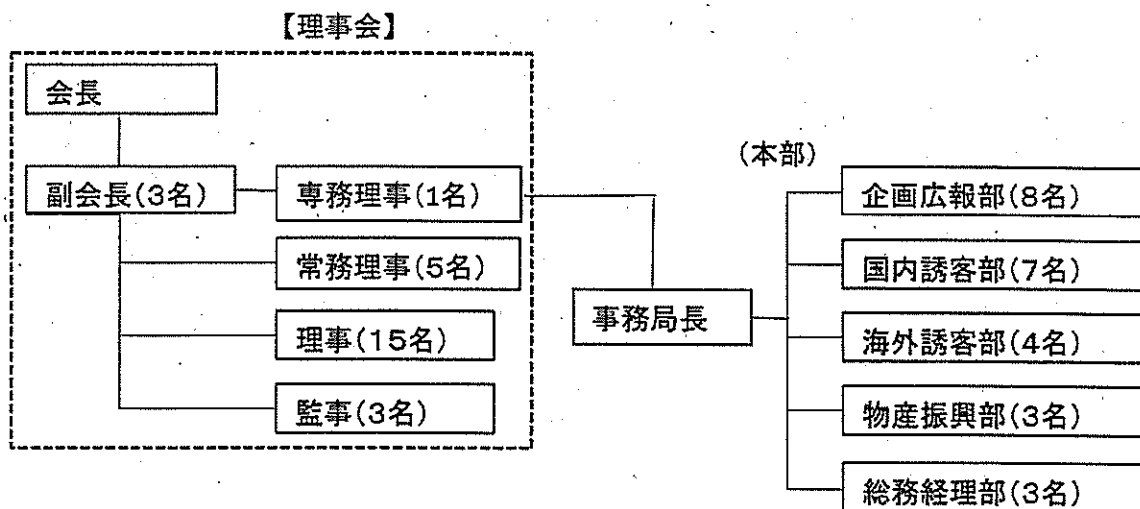 【理事会】
会長
副会長(3名)
専務理事(1名)
常務理事(5名)
理事(15名)
監事(3名)
事務局長
(本部)
企画広報部(8名)
国内誘客部(7名)
海外誘客部(4名)
物産振興部(3名)
総務経理部(3名)